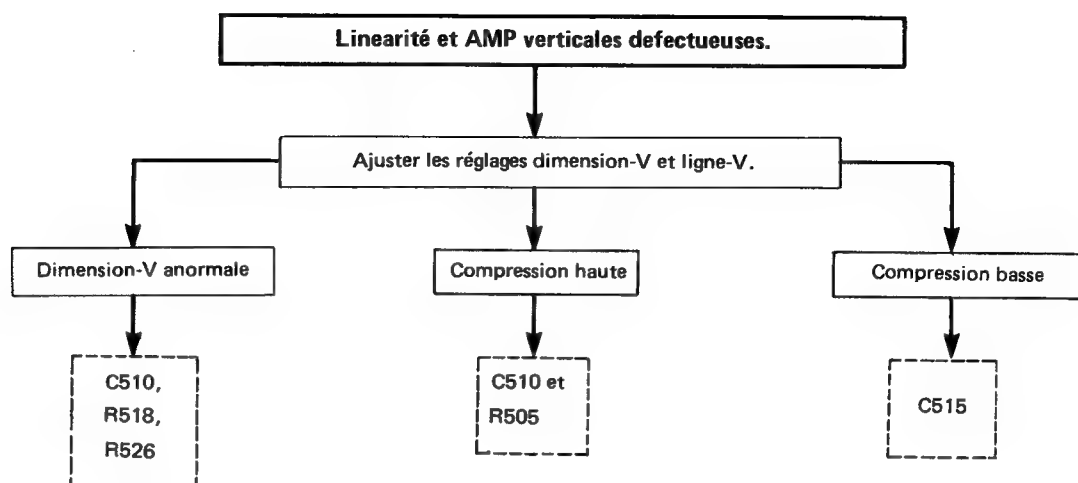 Linearité et AMP verticales defectueuses.
Ajuster les réglages dimension-V et ligne-V.
Dimension-V anormale
Compression haute
Compression basse
C510,
R518,
R526
C510 et
R505
C515